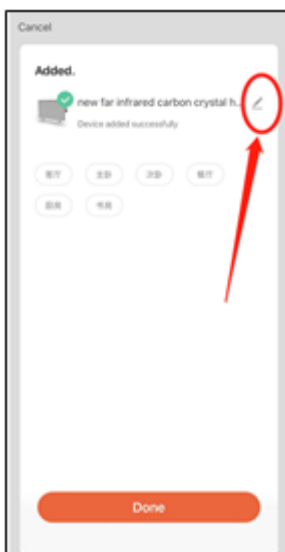 Cancel
Added.
new far infrared carbon crystal h...
Device added successfully
客厅 主卧 次卧 餐厅
厨房 书房
Done